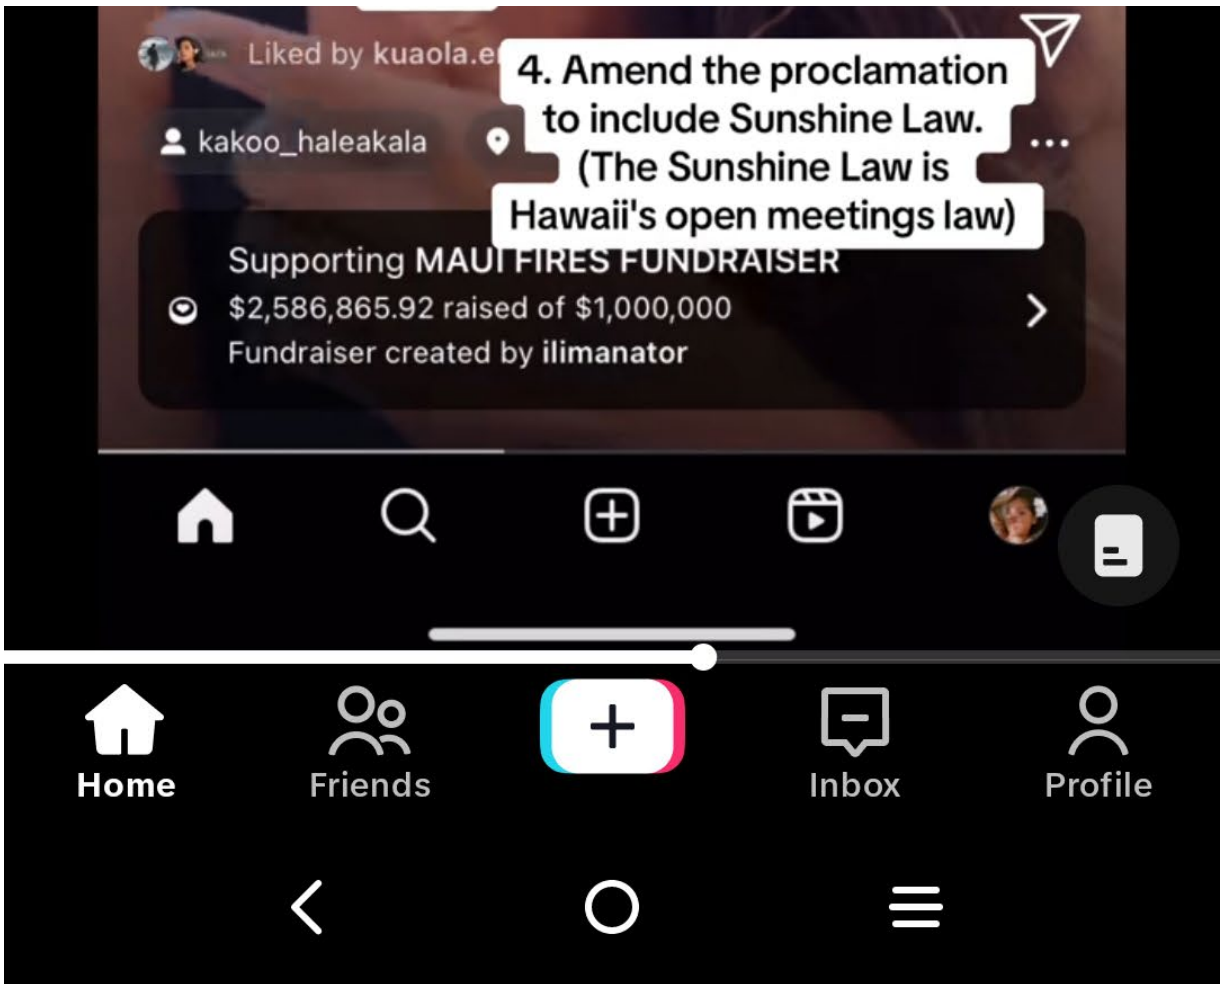 Liked by kuaola.e
4. Amend the proclamation
to include Sunshine Law.
(The Sunshine Law is
Hawaii's open meetings law)
kakoo_haleakala
Supporting MAUI FIRES FUNDRAISER
$2,586,865.92 raised of $1,000,000
Fundraiser created by ilimanator
Home
Friends
Inbox
Profile